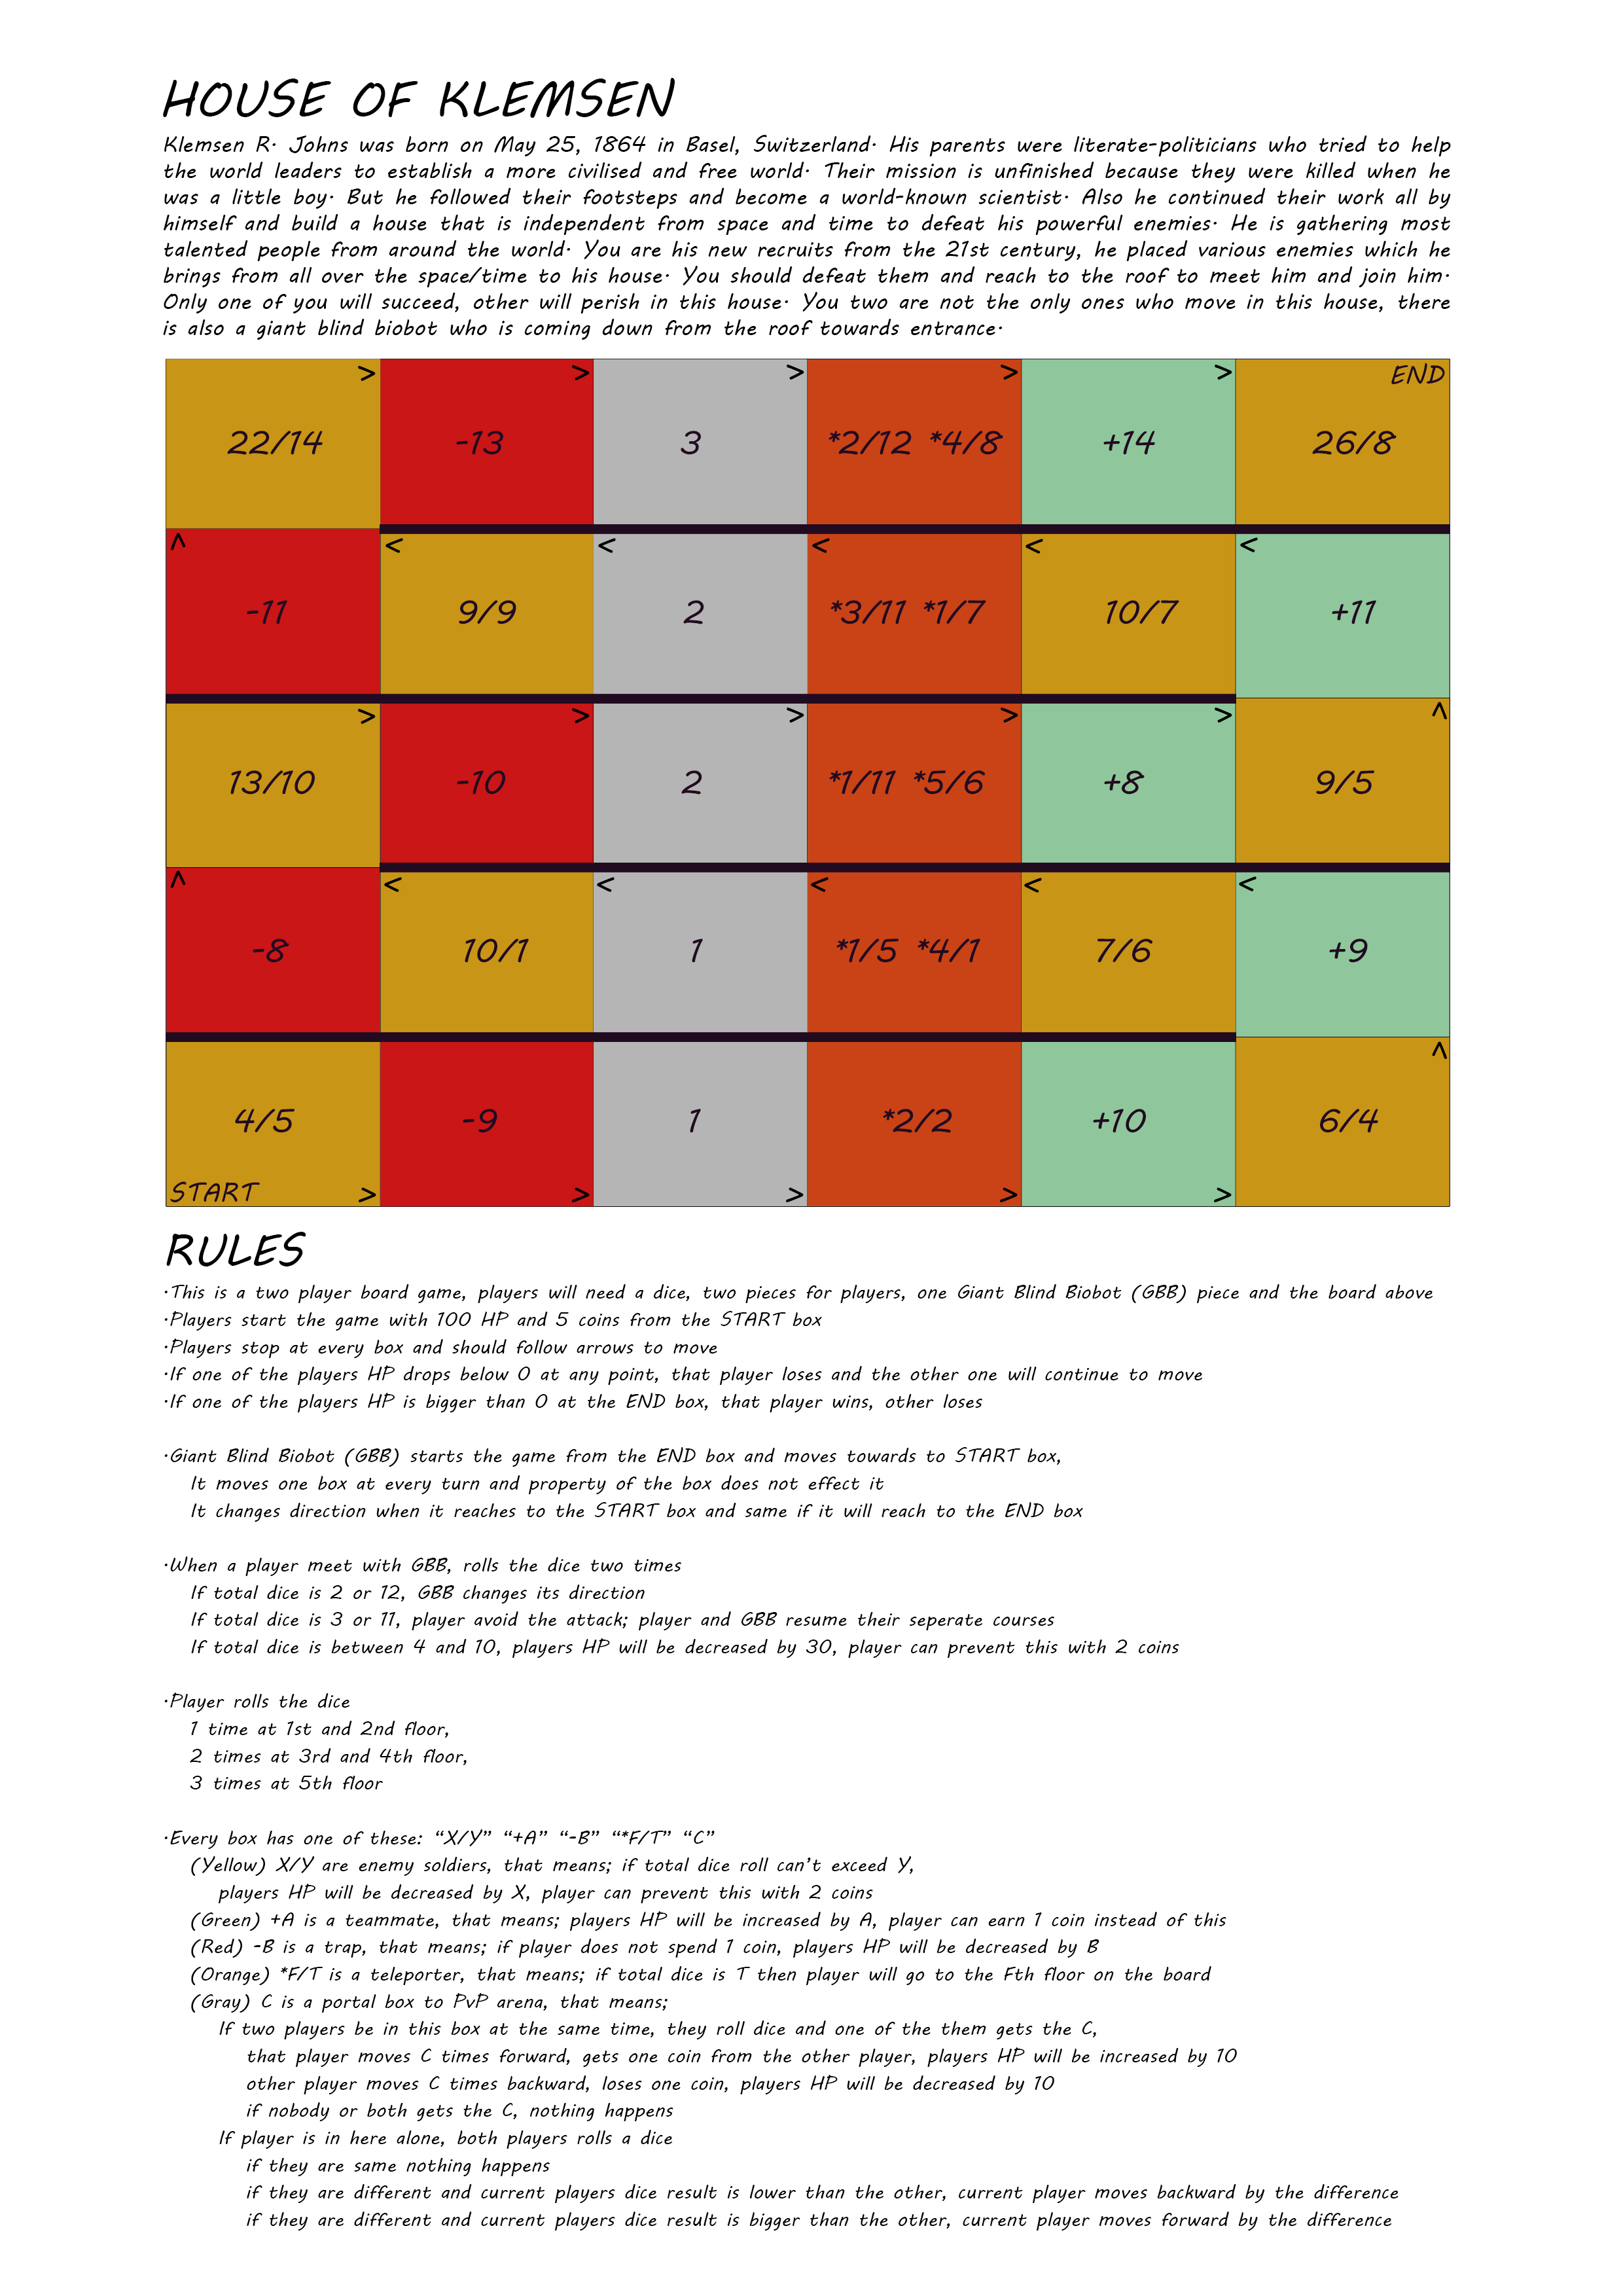 HOUSE OF KLEMSEN
Klemsen R. Johns was born on May 25, 1864 in Basel, Switzerland. His parents were literate-politicians who tried to help
the world leaders to establish a more civilised and free world. Their mission is unfinished because they were killed when he
was a little boy. But he followed their footsteps and become a world-known scientist. Also he continued their work all by
himself and build a house that is independent from space and time to defeat his powerful enemies. He is gathering most
talented people from around the world. You are his new recruits from the 21st century, he placed various enemies which he
brings from all over the space/time to his house. You should defeat them and reach to the roof to meet him and join him.
Only one of you will succeed, other will perish in this house. You two are not the only ones who move in this house, there
is also a giant blind biobot who is coming down from the roof towards entrance.
> > > > > END
22/14 -13 3 *2/12 *4/8 +14 26/8
^ < < < < <
-11 9/9 2 *3/11 *1/7 10/7 +11
> > > > > ^
13/10 -10 2 *1/11 *5/6 +8 9/5
^ < < < < <
-8 10/1 1 *1/5 *4/1 7/6 +9
^
4/5 -9 1 *2/2 +10 6/4
START > > > > >
RULES
·This is a two player board game, players will need a dice, two pieces for players, one Giant Blind Biobot (GBB) piece and the board above
·Players start the game with 100 HP and 5 coins from the START box
·Players stop at every box and should follow arrows to move
·If one of the players HP drops below 0 at any point, that player loses and the other one will continue to move
·If one of the players HP is bigger than 0 at the END box, that player wins, other loses
·Giant Blind Biobot (GBB) starts the game from the END box and moves towards to START box,
It moves one box at every turn and property of the box does not effect it
It changes direction when it reaches to the START box and same if it will reach to the END box
·When a player meet with GBB, rolls the dice two times
If total dice is 2 or 12, GBB changes its direction
If total dice is 3 or 11, player avoid the attack; player and GBB resume their seperate courses
If total dice is between 4 and 10, players HP will be decreased by 30, player can prevent this with 2 coins
·Player rolls the dice
1 time at 1st and 2nd floor,
2 times at 3rd and 4th floor,
3 times at 5th floor
·Every box has one of these: “X/Y” “+A” “-B” “*F/T” “C”
(Yellow) X/Y are enemy soldiers, that means; if total dice roll can’t exceed Y,
players HP will be decreased by X, player can prevent this with 2 coins
(Green) +A is a teammate, that means; players HP will be increased by A, player can earn 1 coin instead of this
(Red) -B is a trap, that means; if player does not spend 1 coin, players HP will be decreased by B
(Orange) *F/T is a teleporter, that means; if total dice is T then player will go to the Fth floor on the board
(Gray) C is a portal box to PvP arena, that means;
If two players be in this box at the same time, they roll dice and one of the them gets the C,
that player moves C times forward, gets one coin from the other player, players HP will be increased by 10
other player moves C times backward, loses one coin, players HP will be decreased by 10
if nobody or both gets the C, nothing happens
If player is in here alone, both players rolls a dice
if they are same nothing happens
if they are different and current players dice result is lower than the other, current player moves backward by the difference
if they are different and current players dice result is bigger than the other, current player moves forward by the difference